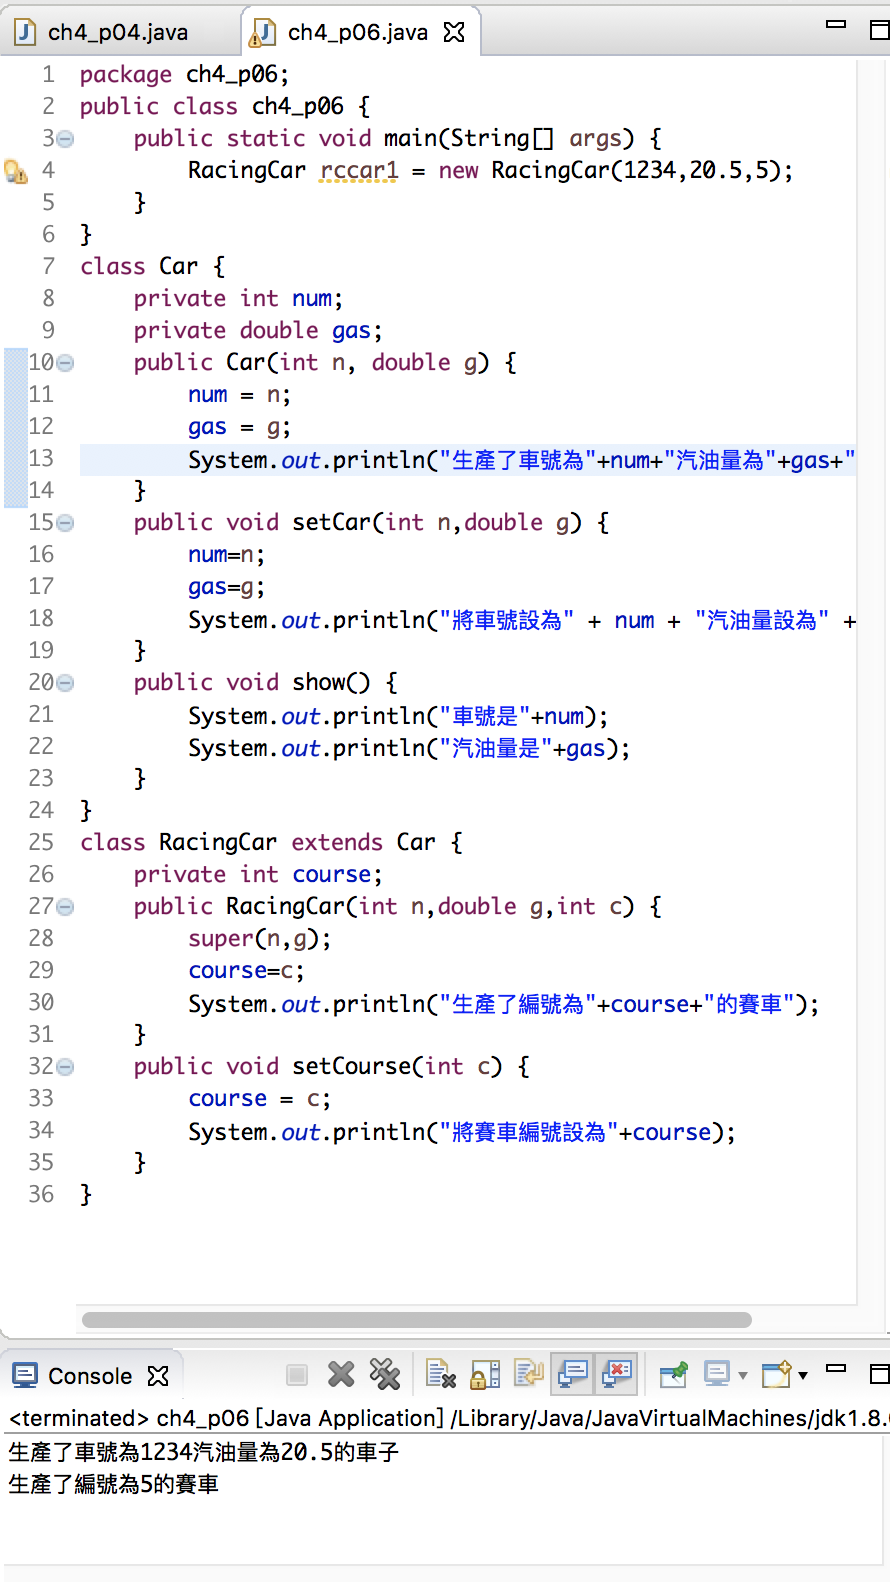 ch4_p04.java
ch4_p06.java
1 package ch4_p06;
2 public class ch4_p06 {
3 public static void main(String[] args) {
4 RacingCar rccar1 = new RacingCar(1234,20.5,5);
5 }
6 }
7 class Car {
8 private int num;
9 private double gas;
10 public Car(int n, double g) {
11 num = n;
12 gas = g;
13 System.out.println("生產了車號為"+num+"汽油量為"+gas+"
14 }
15 public void setCar(int n,double g) {
16 num=n;
17 gas=g;
18 System.out.println("將車號設為" + num + "汽油量設為" +
19 }
20 public void show() {
21 System.out.println("車號是"+num);
22 System.out.println("汽油量是"+gas);
23 }
24 }
25 class RacingCar extends Car {
26 private int course;
27 public RacingCar(int n,double g,int c) {
28 super(n,g);
29 course=c;
30 System.out.println("生產了編號為"+course+"的賽車");
31 }
32 public void setCourse(int c) {
33 course = c;
34 System.out.println("將賽車編號設為"+course);
35 }
36 }
Console
<terminated> ch4_p06 [Java Application] /Library/Java/JavaVirtualMachines/jdk1.8.
生產了車號為1234汽油量為20.5的車子
生產了編號為5的賽車